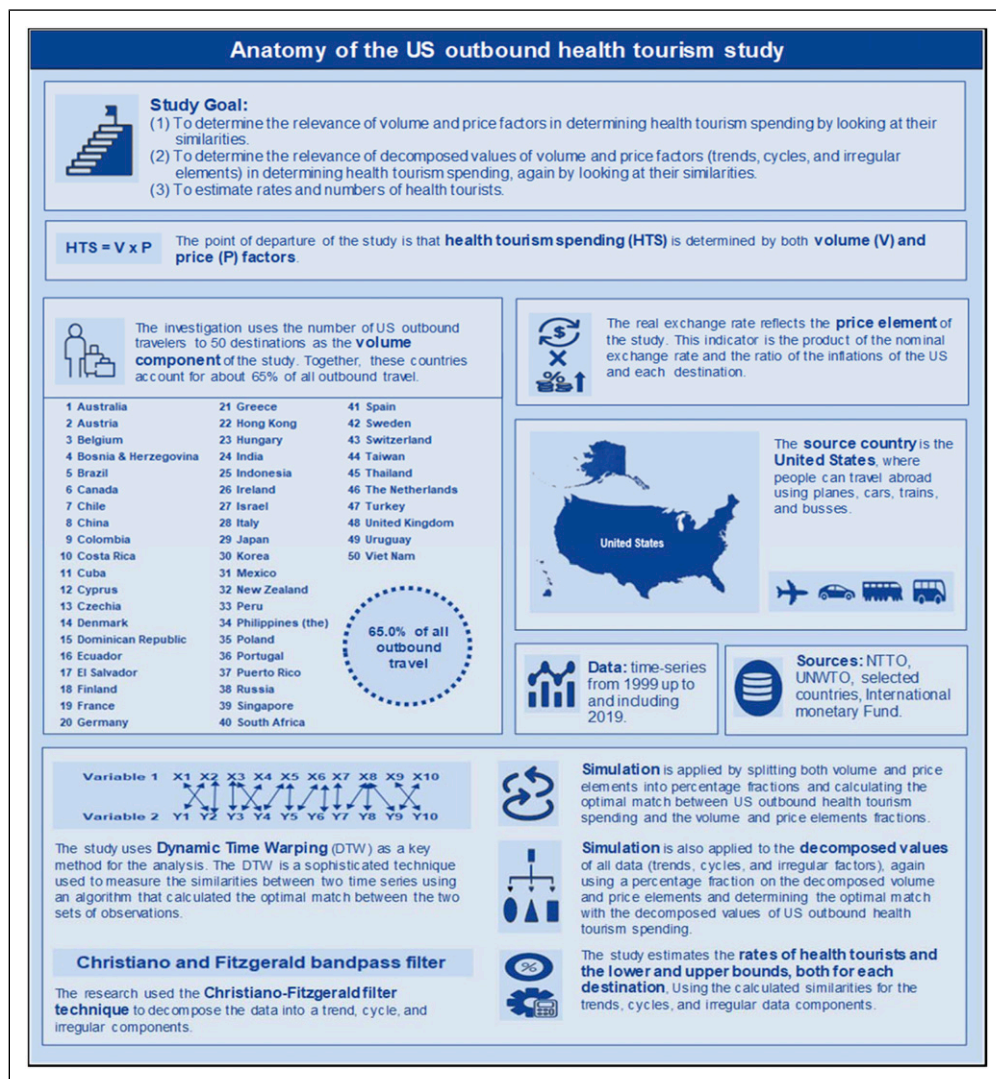 Anatomy of the US outbound health tourism study
Study Goal:
(1) To determine the relevance of volume and price factors in determining health tourism spending by looking at their
similarities.
(2) To determine the relevance of decomposed values of volume and price factors (trends, cycles, and irregular
elements) in determining health tourism spending, again by looking at their similarities.
(3) To estimate rates and numbers of health tourists.
HTS = V x P
The point of departure of the study is that health tourism spending (HTS) is determined by both volume (V) and
price (P) factors.
The investigation uses the number of US outbound
travelers to 50 destinations as the volume
component of the study. Together, these countries
account for about 65% of all outbound travel.
1 Australia
2 Austria
3 Belgium
4 Bosnia & Herzegovina
5 Brazil
6 Canada
7 Chile
8 China
9 Colombia
10 Costa Rica
11 Cuba
12 Cyprus
13 Czechia
14 Denmark
15 Dominican Republic
16 Ecuador
17 El Salvador
18 Finland
19 France
20 Germany
21 Greece
22 Hong Kong
23 Hungary
24 India
25 Indonesia
26 Ireland
27 Israel
28 Italy
29 Japan
30 Korea
31 Mexico
32 New Zealand
33 Peru
34 Philippines (the)
35 Poland
36 Portugal
37 Puerto Rico
38 Russia
39 Singapore
40 South Africa
41 Spain
42 Sweden
43 Switzerland
44 Taiwan
45 Thailand
46 The Netherlands
47 Turkey
48 United Kingdom
49 Uruguay
50 Viet Nam
65.0% of all
outbound
travel
$
%
The real exchange rate reflects the price element of
the study. This indicator is the product of the nominal
exchange rate and the ratio of the inflations of the US
and each destination.
United States
The source country is the
United States, where
people can travel abroad
using planes, cars, trains,
and busses.
Data: time-series
from 1999 up to
and including
2019.
Sources: NTTO,
UNWTO, selected
countries, International
monetary Fund.
Variable 1 X1 X2 X3 X4 X5 X6 X7 X8 X9 X10
Variable 2 Y1 Y2 Y3 Y4 Y5 Y6 Y7 Y8 Y9 Y10
The study uses Dynamic Time Warping (DTW) as a key
method for the analysis. The DTW is a sophisticated technique
used to measure the similarities between two time series using
an algorithm that calculated the optimal match between the two
sets of observations.
Christiano and Fitzgerald bandpass filter
The research used the Christiano-Fitzgerald filter
technique to decompose the data into a trend, cycle, and
irregular components.
Simulation is applied by splitting both volume and price
elements into percentage fractions and calculating the
optimal match between US outbound health tourism
spending and the volume and price elements fractions.
Simulation is also applied to the decomposed values
of all data (trends, cycles, and irregular factors), again
using a percentage fraction on the decomposed volume
and price elements and determining the optimal match
with the decomposed values of US outbound health
tourism spending.
%
The study estimates the rates of health tourists and
the lower and upper bounds, both for each
destination, Using the calculated similarities for the
trends, cycles, and irregular data components.